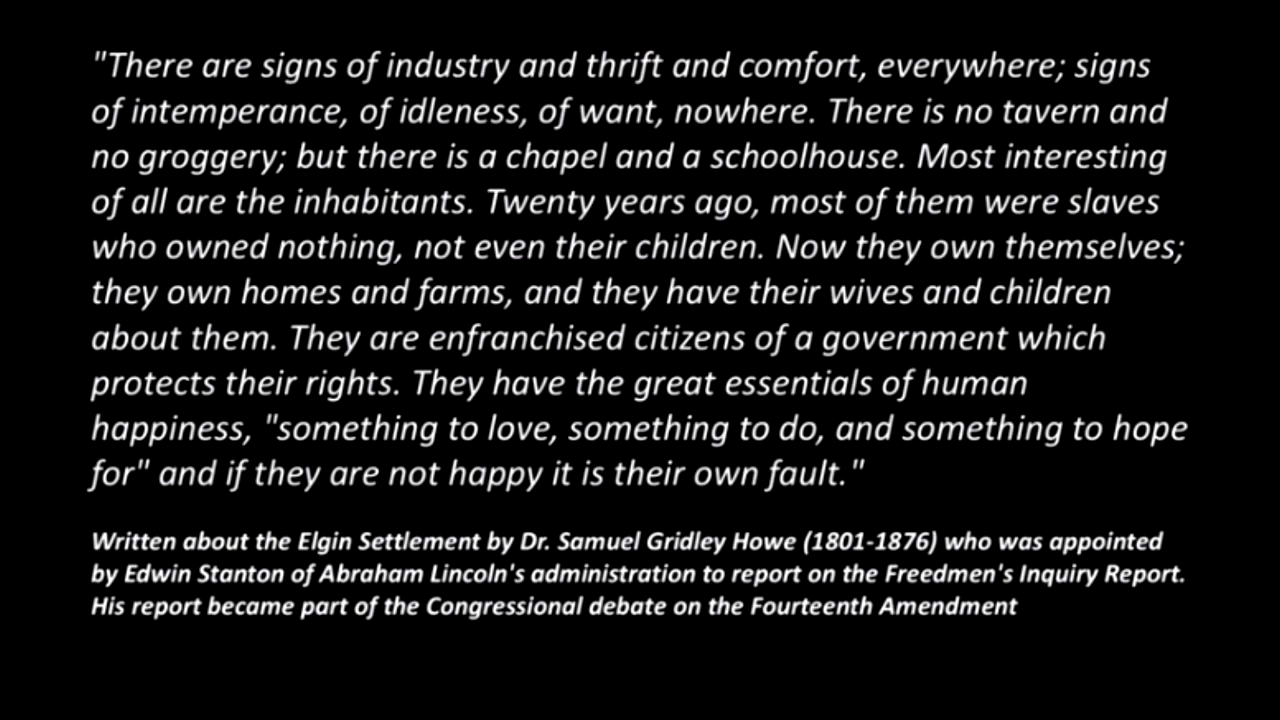 "There are signs of industry and thrift and comfort, everywhere; signs
of intemperance, of idleness, of want, nowhere. There is no tavern and
no groggery; but there is a chapel and a schoolhouse. Most interesting
of all are the inhabitants. Twenty years ago, most of them were slaves
who owned nothing, not even their children. Now they own themselves;
they own homes and farms, and they have their wives and children
about them. They are enfranchised citizens of a government which
protects their rights. They have the great essentials of human
happiness, "something to love, something to do, and something to hope
for" and if they are not happy it is their own fault."
Written about the Elgin Settlement by Dr. Samuel Gridley Howe (1801-1876) who was appointed
by Edwin Stanton of Abraham Lincoln's administration to report on the Freedmen's Inquiry Report.
His report became part of the Congressional debate on the Fourteenth Amendment